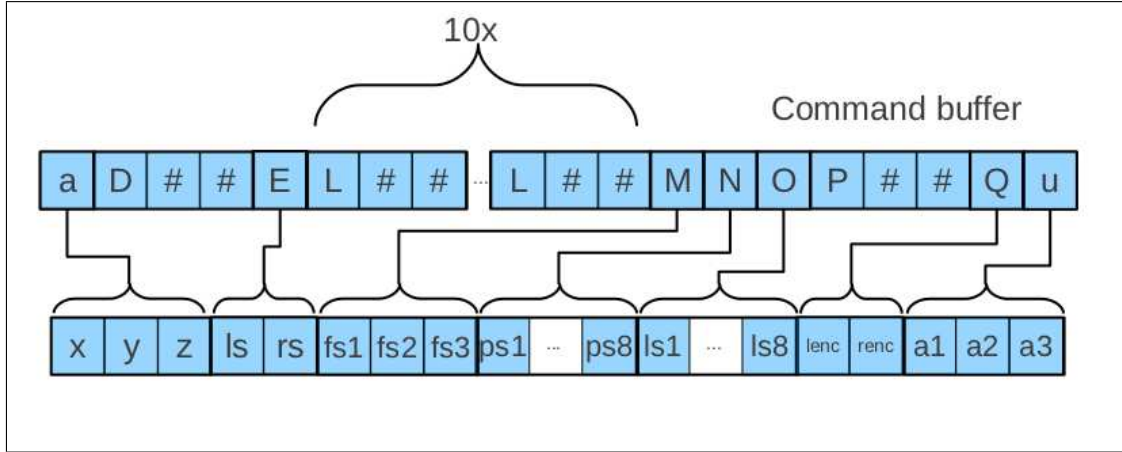 10x
Command buffer
a D # # E L # # ... L # # M N O P # # Q u
x y z ls rs fs1 fs2 fs3 ps1 ... ps8 ls1 ... ls8 lenc renc a1 a2 a3